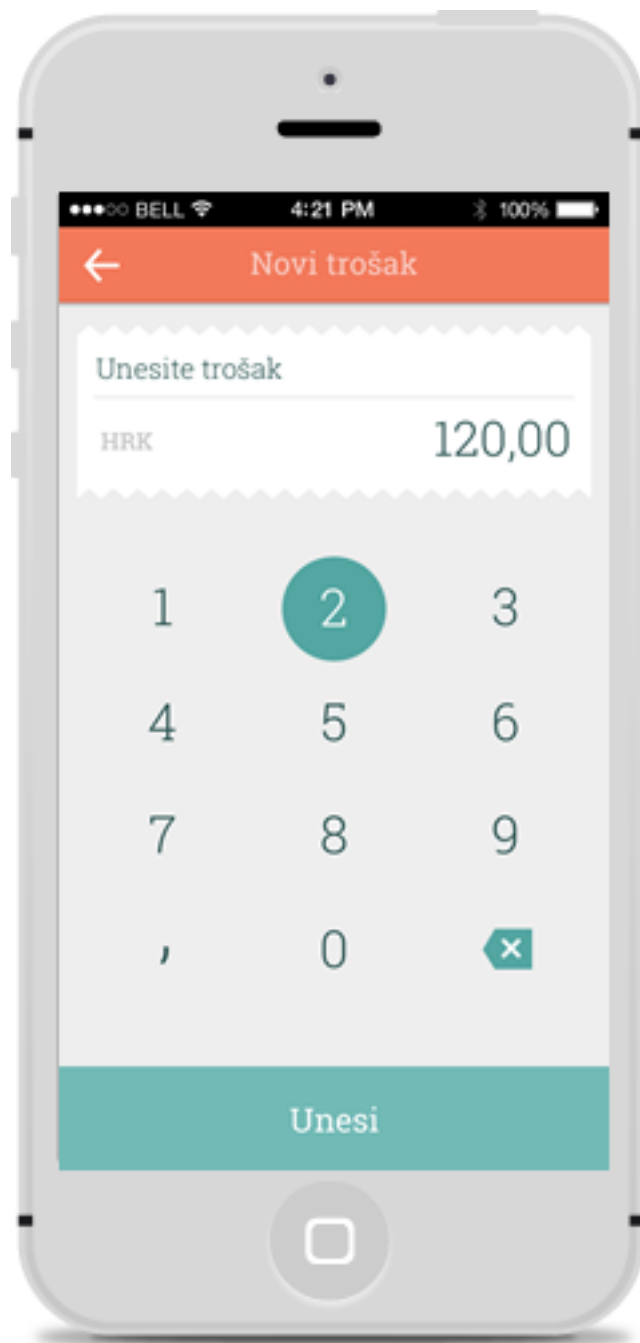 BELL 4:21 PM 100%
Novi trošak
Unesite trošak
HRK 120,00
1 2 3
4 5 6
7 8 9
, 0
Unesi